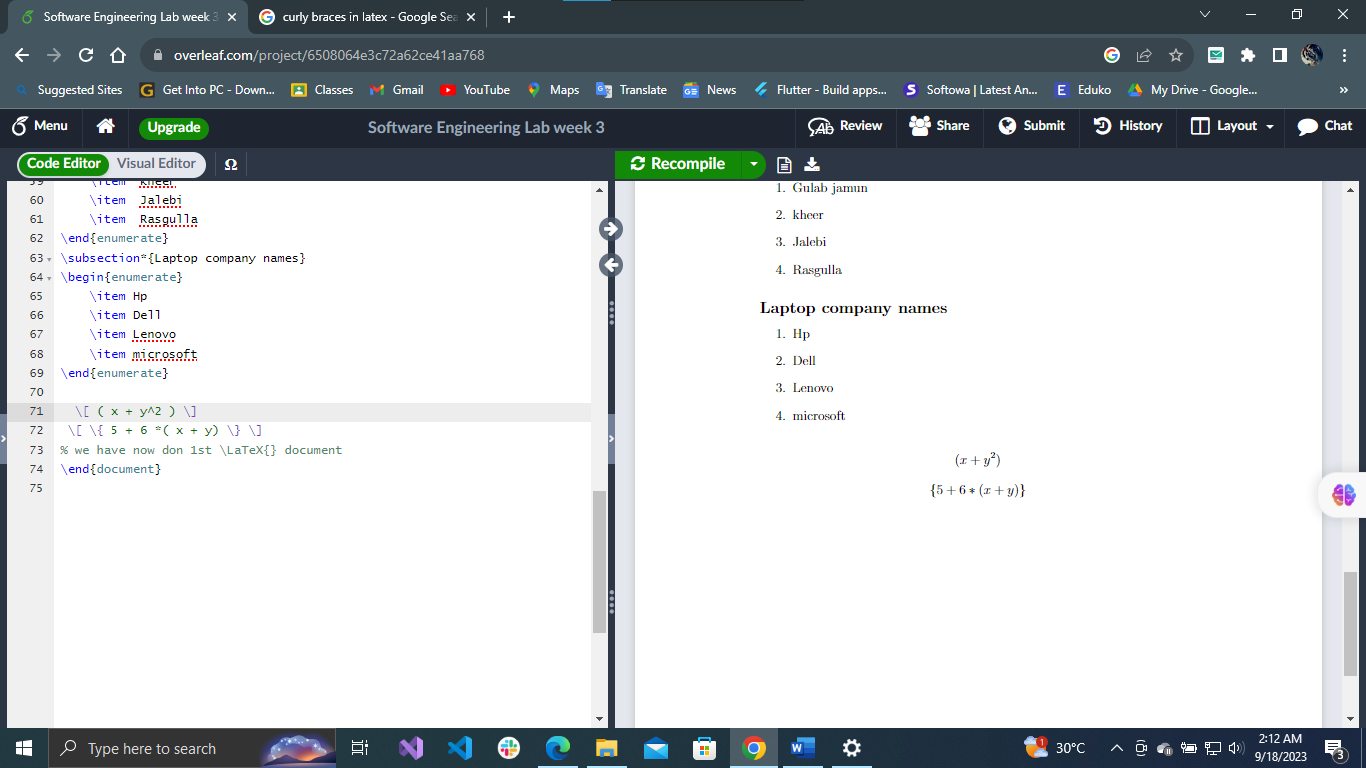 Software Engineering Lab week 3
curly braces in latex - Google Sea
overleaf.com/project/6508064e3c72a62ce41aa768
Suggested Sites
Get Into PC - Down...
Classes
Gmail
YouTube
Maps
Translate
News
Flutter - Build apps...
Softowa | Latest An...
Eduko
My Drive - Google...
»
Menu
Upgrade
Software Engineering Lab week 3
Review
Share
Submit
History
Layout
Chat
Code Editor
Visual Editor
Ω
Recompile
59 \item kheer
60 \item Jalebi
61 \item Rasgulla
62 \end{enumerate}
63 \subsection*{Laptop company names}
64 \begin{enumerate}
65 \item Hp
66 \item Dell
67 \item Lenovo
68 \item microsoft
69 \end{enumerate}
70
71 \[ ( x + y^2 ) \]
72 \[ \{ 5 + 6 *( x + y) \} \]
73 % we have now don 1st \LaTeX{} document
74 \end{document}
75
1. Gulab jamun
2. kheer
3. Jalebi
4. Rasgulla
Laptop company names
1. Hp
2. Dell
3. Lenovo
4. microsoft
(x + y²)
{5 + 6 ∗ (x + y)}
Type here to search
1
30°C
2:12 AM
9/18/2023
3